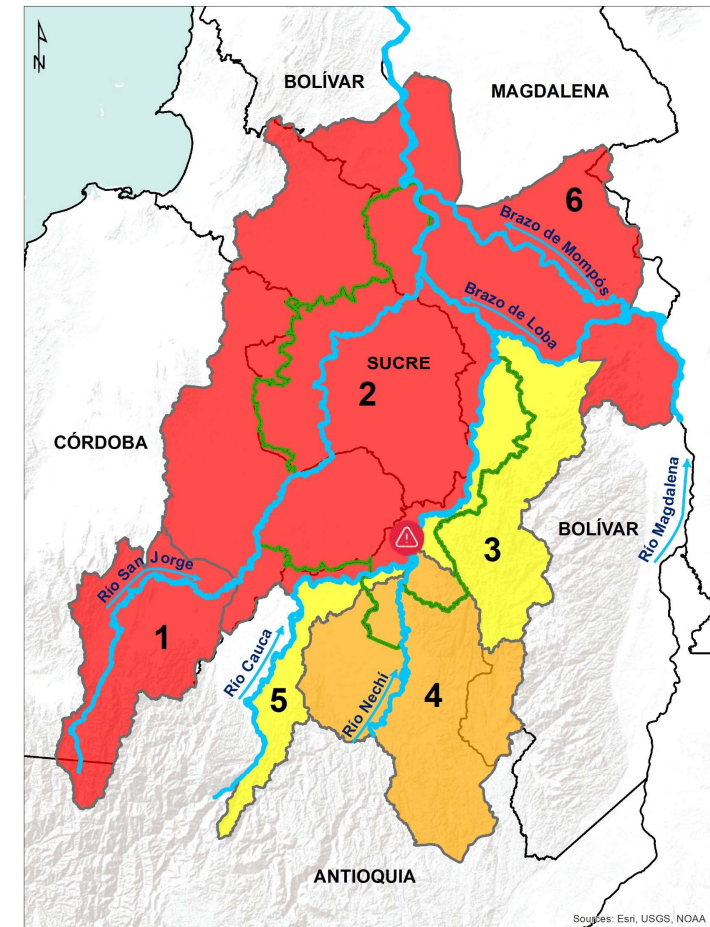 N
BOLÍVAR
MAGDALENA
6
Brazo de Mompós
Brazo de Loba
SUCRE
2
CÓRDOBA
BOLÍVAR
Río Magdalena
3
Río San Jorge
1
Río Cauca
5
Río Nechí
4
ANTIOQUIA
Sources: Esri, USGS, NOAA